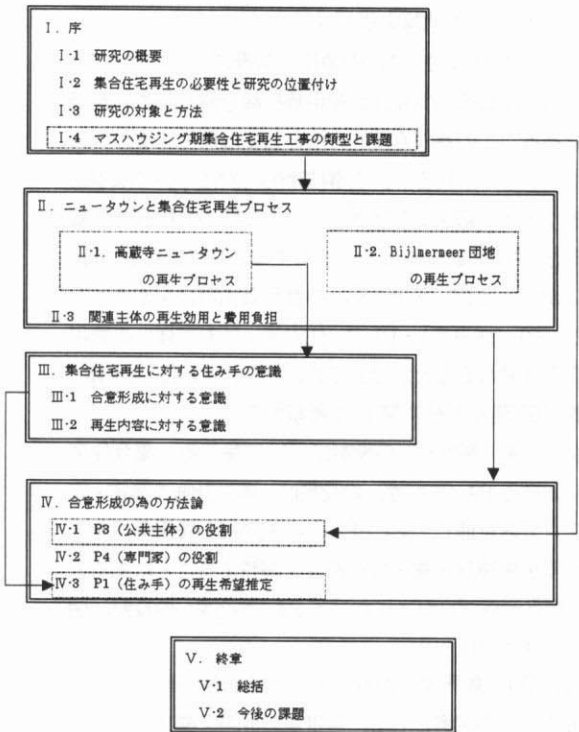 Ⅰ. 序
Ⅰ·1 研究の概要
Ⅰ·2 集合住宅再生の必要性と研究の位置付け
Ⅰ·3 研究の対象と方法
Ⅰ·4 マスハウジング期集合住宅再生工事の類型と課題
Ⅱ. ニュータウンと集合住宅再生プロセス
Ⅱ·1. 高蔵寺ニュータウン
の再生プロセス
Ⅱ·2. Bijlmermeer 団地
の再生プロセス
Ⅱ·3 関連主体の再生効用と費用負担
Ⅲ. 集合住宅再生に対する住み手の意識
Ⅲ·1 合意形成に対する意識
Ⅲ·2 再生内容に対する意識
Ⅳ. 合意形成の為の方法論
Ⅳ·1 P3（公共主体）の役割
Ⅳ·2 P4（専門家）の役割
Ⅳ·3 P1（住み手）の再生希望推定
Ⅴ. 終章
Ⅴ·1 総括
Ⅴ·2 今後の課題